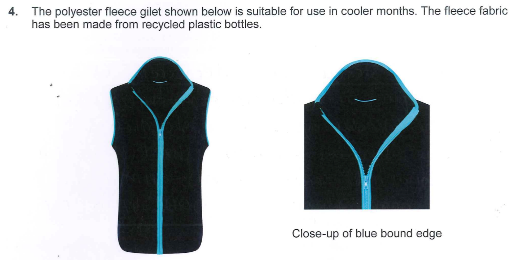 4. The polyester fleece gilet shown below is suitable for use in cooler months. The fleece fabric
has been made from recycled plastic bottles.
Close-up of blue bound edge